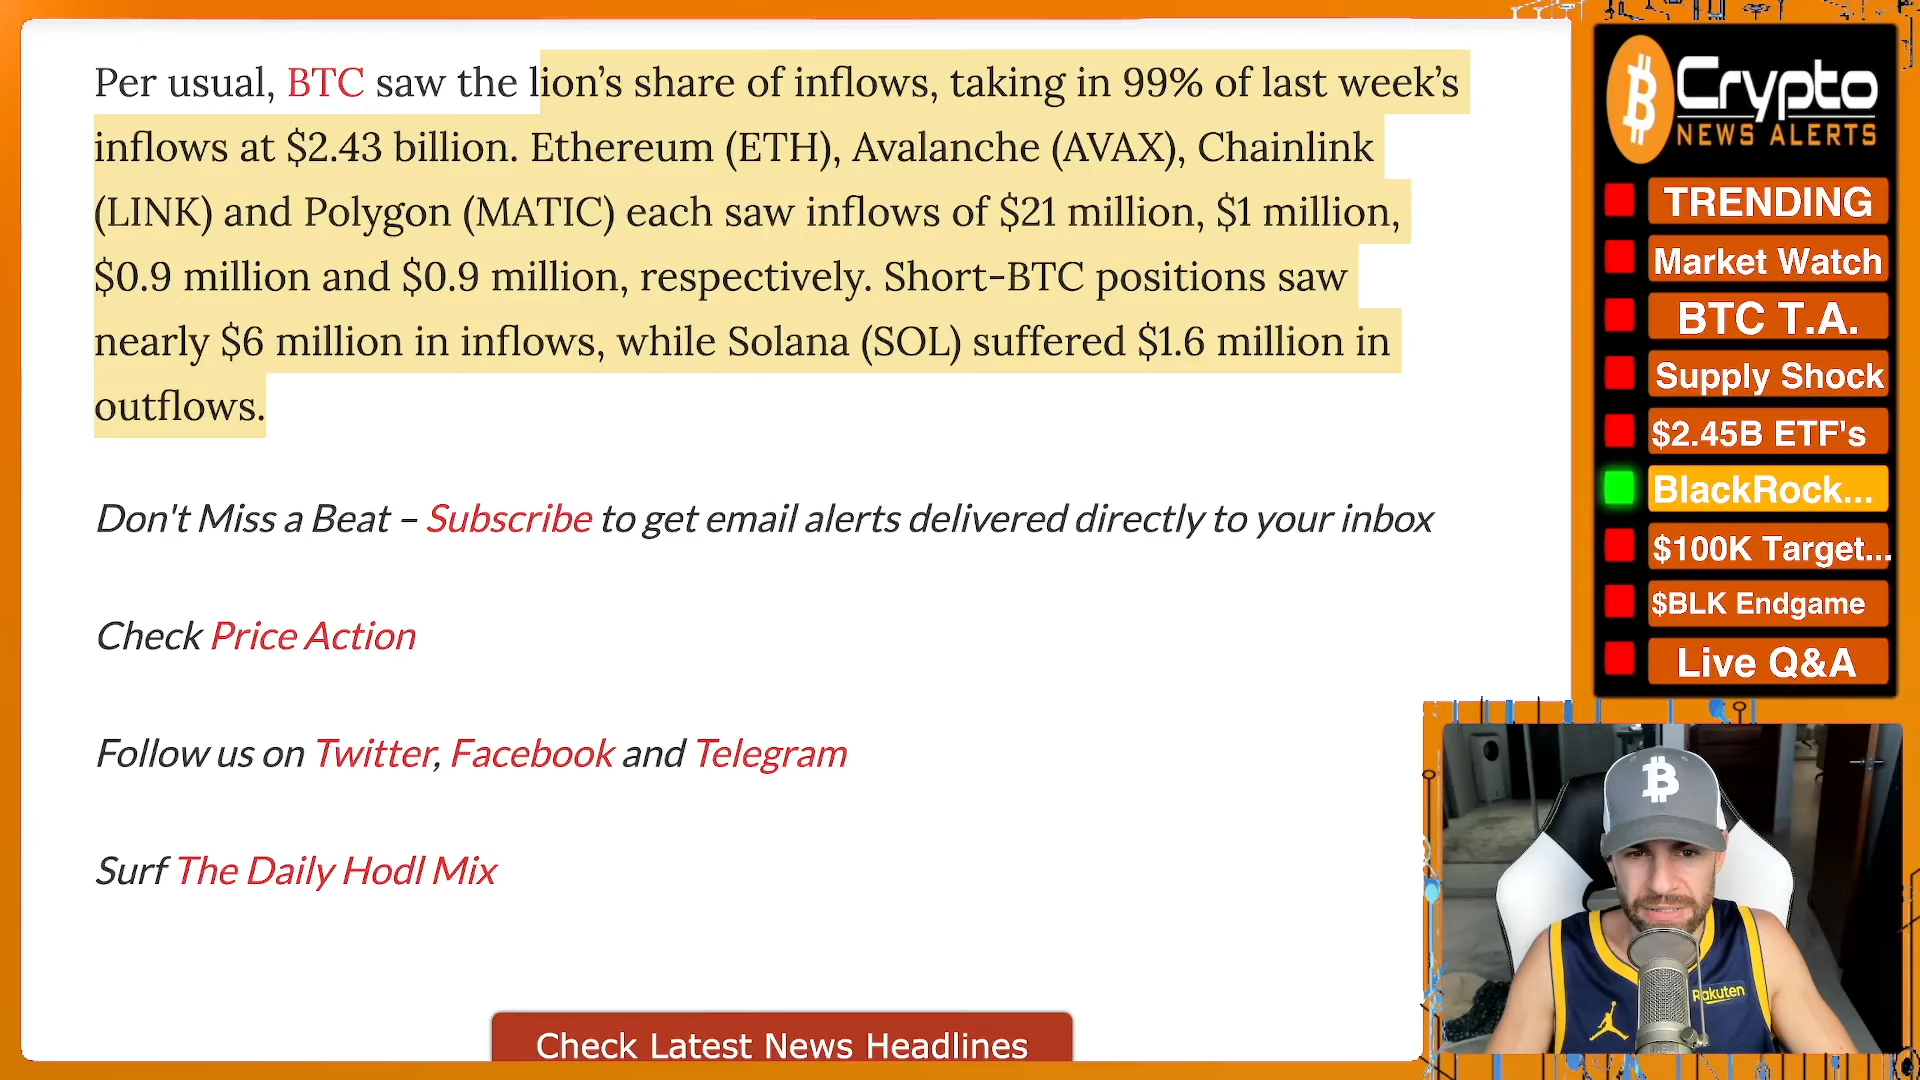 Per usual, BTC saw the lion’s share of inflows, taking in 99% of last week’s
inflows at $2.43 billion. Ethereum (ETH), Avalanche (AVAX), Chainlink
(LINK) and Polygon (MATIC) each saw inflows of $21 million, $1 million,
$0.9 million and $0.9 million, respectively. Short-BTC positions saw
nearly $6 million in inflows, while Solana (SOL) suffered $1.6 million in
outflows.
Don't Miss a Beat – Subscribe to get email alerts delivered directly to your inbox
Check Price Action
Follow us on Twitter, Facebook and Telegram
Surf The Daily Hodl Mix
Check Latest News Headlines
Crypto
NEWS ALERTS
TRENDING
Market Watch
BTC T.A.
Supply Shock
$2.45B ETF's
BlackRock...
$100K Target...
$BLK Endgame
Live Q&A
Rakuten